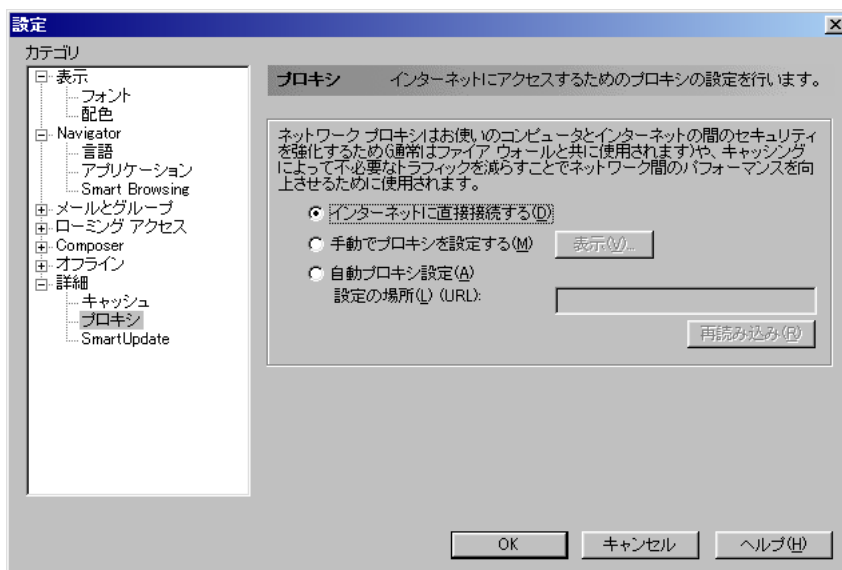 設定
カテゴリ
表示
フォント
配色
Navigator
言語
アプリケーション
Smart Browsing
メールとグループ
ローミング アクセス
Composer
オフライン
詳細
キャッシュ
プロキシ
SmartUpdate
プロキシ インターネットにアクセスするためのプロキシの設定を行います。
ネットワーク プロキシはお使いのコンピュータとインターネットの間のセキュリティ
を強化するため(通常はファイア ウォールと共に使用されます)や、キャッシング
によって不必要なトラフィックを減らすことでネットワーク間のパフォーマンスを向
上させるために使用されます。
インターネットに直接接続する(D)
手動でプロキシを設定する(M) 表示(V)...
自動プロキシ設定(A)
設定の場所(L) (URL):
再読み込み(R)
OK キャンセル ヘルプ(H)